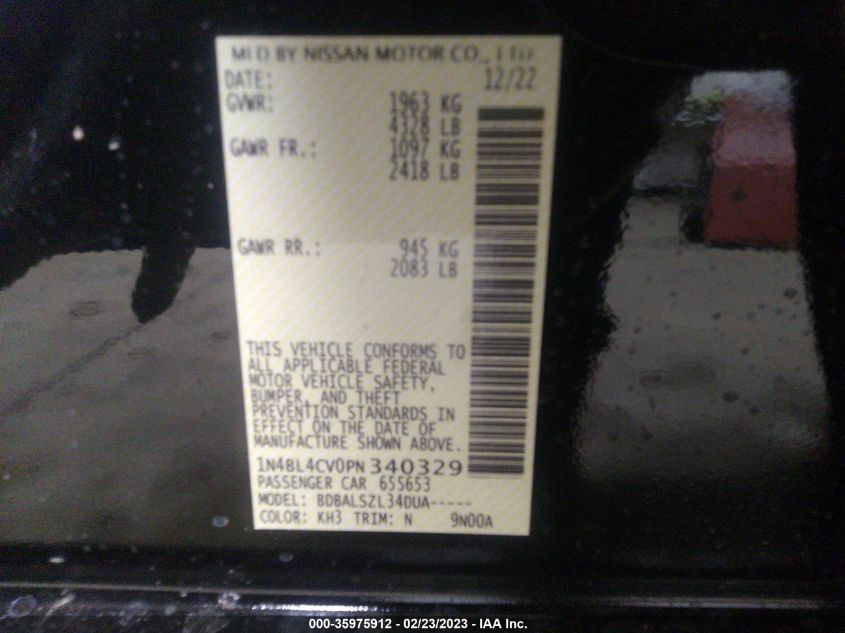 MFD BY NISSAN MOTOR CO., LTD
DATE: 12/22
GVWR: 1963 KG
4328 LB
GAWR FR.: 1097 KG
2418 LB
GAWR RR.: 945 KG
2083 LB
THIS VEHICLE CONFORMS TO
ALL APPLICABLE FEDERAL
MOTOR VEHICLE SAFETY,
BUMPER, AND THEFT
PREVENTION STANDARDS IN
EFFECT ON THE DATE OF
MANUFACTURE SHOWN ABOVE.
1N4BL4CV0PN340329
PASSENGER CAR 655653
MODEL: BDBALSZL34DUA-----
COLOR: KH3 TRIM: N 9N00A
000-35975912 - 02/23/2023 - IAA Inc.